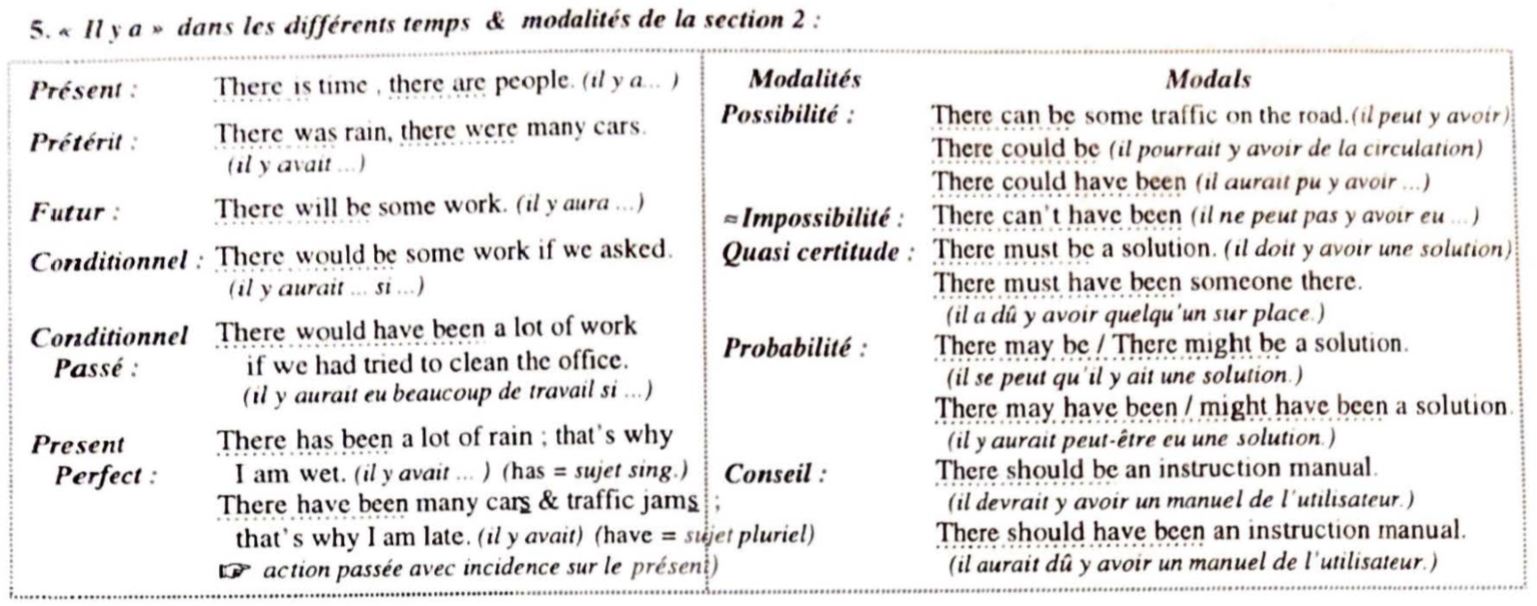 5. « Il y a » dans les différents temps & modalités de la section 2 :
Présent : There is time , there are people. (il y a... )
Prétérit : There was rain, there were many cars.
(il y avait ...)
Futur : There will be some work. (il y aura ...)
Conditionnel : There would be some work if we asked.
(il y aurait ... si ...)
Conditionnel There would have been a lot of work
Passé : if we had tried to clean the office.
(il y aurait eu beaucoup de travail si ...)
Present There has been a lot of rain ; that's why
Perfect : I am wet. (il y avait ... ) (has = sujet sing.)
There have been many cars & traffic jams ;
that's why I am late. (il y avait) (have = sujet pluriel)
☞ action passée avec incidence sur le présent)
Modalités Modals
Possibilité : There can be some traffic on the road.(il peut y avoir)
There could be (il pourrait y avoir de la circulation)
There could have been (il aurait pu y avoir ...)
≈ Impossibilité : There can't have been (il ne peut pas y avoir eu ...)
Quasi certitude : There must be a solution. (il doit y avoir une solution)
There must have been someone there.
(il a dû y avoir quelqu'un sur place.)
Probabilité : There may be / There might be a solution.
(il se peut qu'il y ait une solution.)
There may have been / might have been a solution.
(il y aurait peut-être eu une solution.)
Conseil : There should be an instruction manual.
(il devrait y avoir un manuel de l'utilisateur.)
There should have been an instruction manual.
(il aurait dû y avoir un manuel de l'utilisateur.)